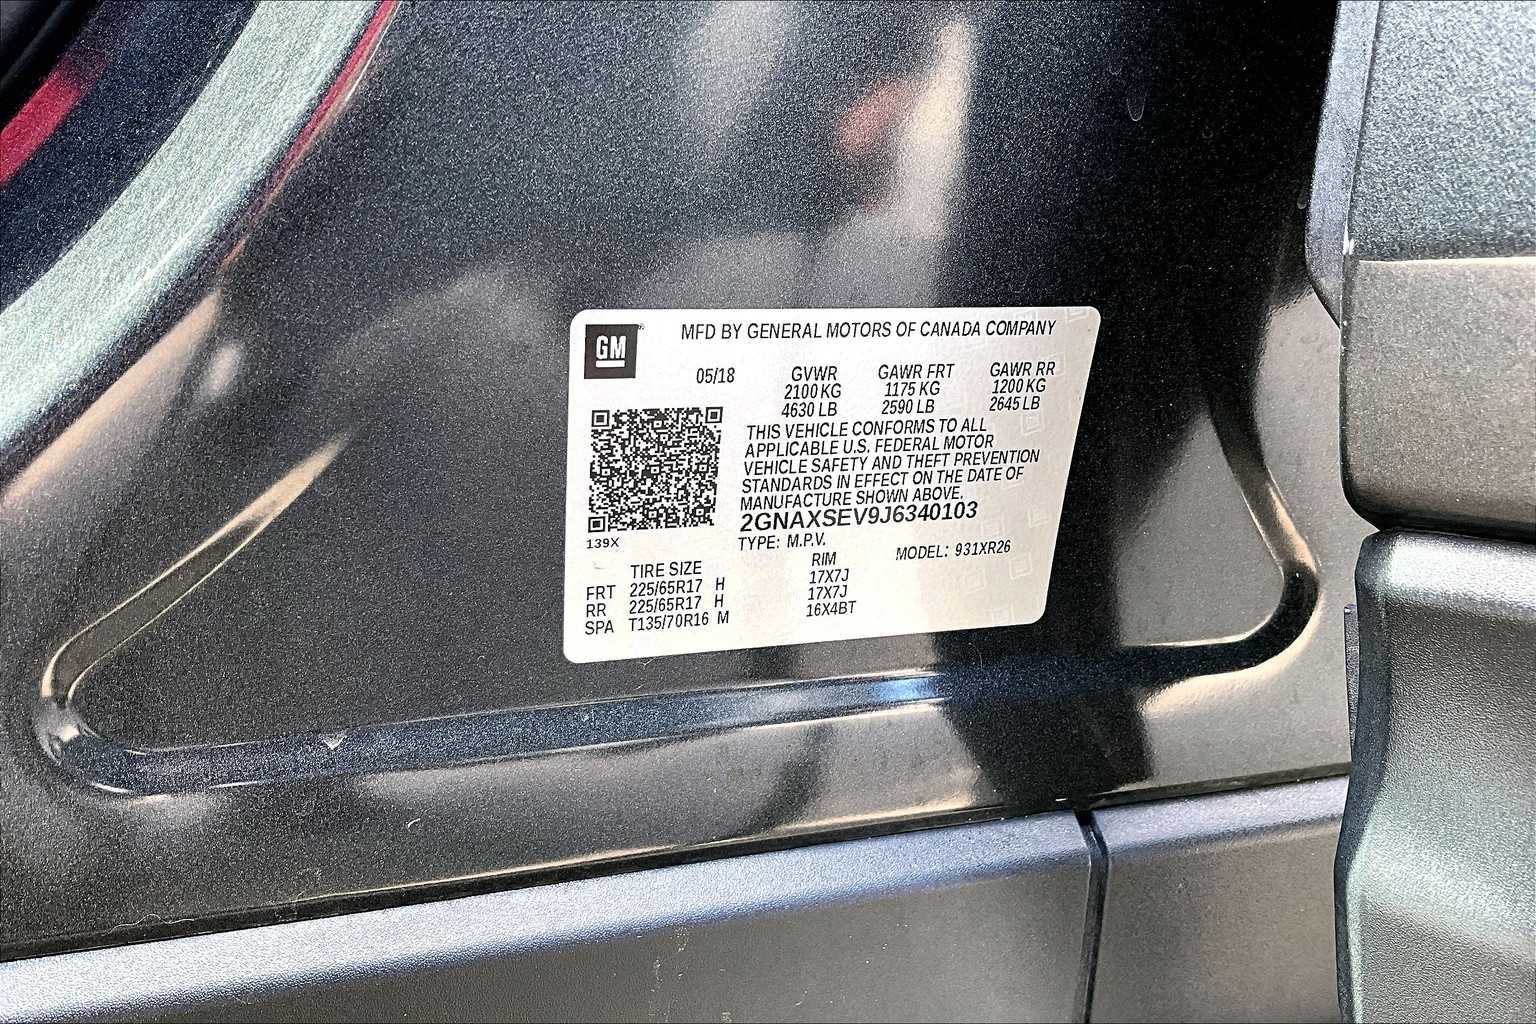 GM
MFD BY GENERAL MOTORS OF CANADA COMPANY
05/18 GVWR GAWR FRT GAWR RR
2100 KG 1175 KG 1200 KG
4630 LB 2590 LB 2645 LB
THIS VEHICLE CONFORMS TO ALL
APPLICABLE U.S. FEDERAL MOTOR
VEHICLE SAFETY AND THEFT PREVENTION
STANDARDS IN EFFECT ON THE DATE OF
MANUFACTURE SHOWN ABOVE.
2GNAXSEV9J6340103
139X TYPE: M.P.V. MODEL: 931XR26
TIRE SIZE RIM
FRT 225/65R17 H 17X7J
RR 225/65R17 H 17X7J
SPA T135/70R16 M 16X4BT